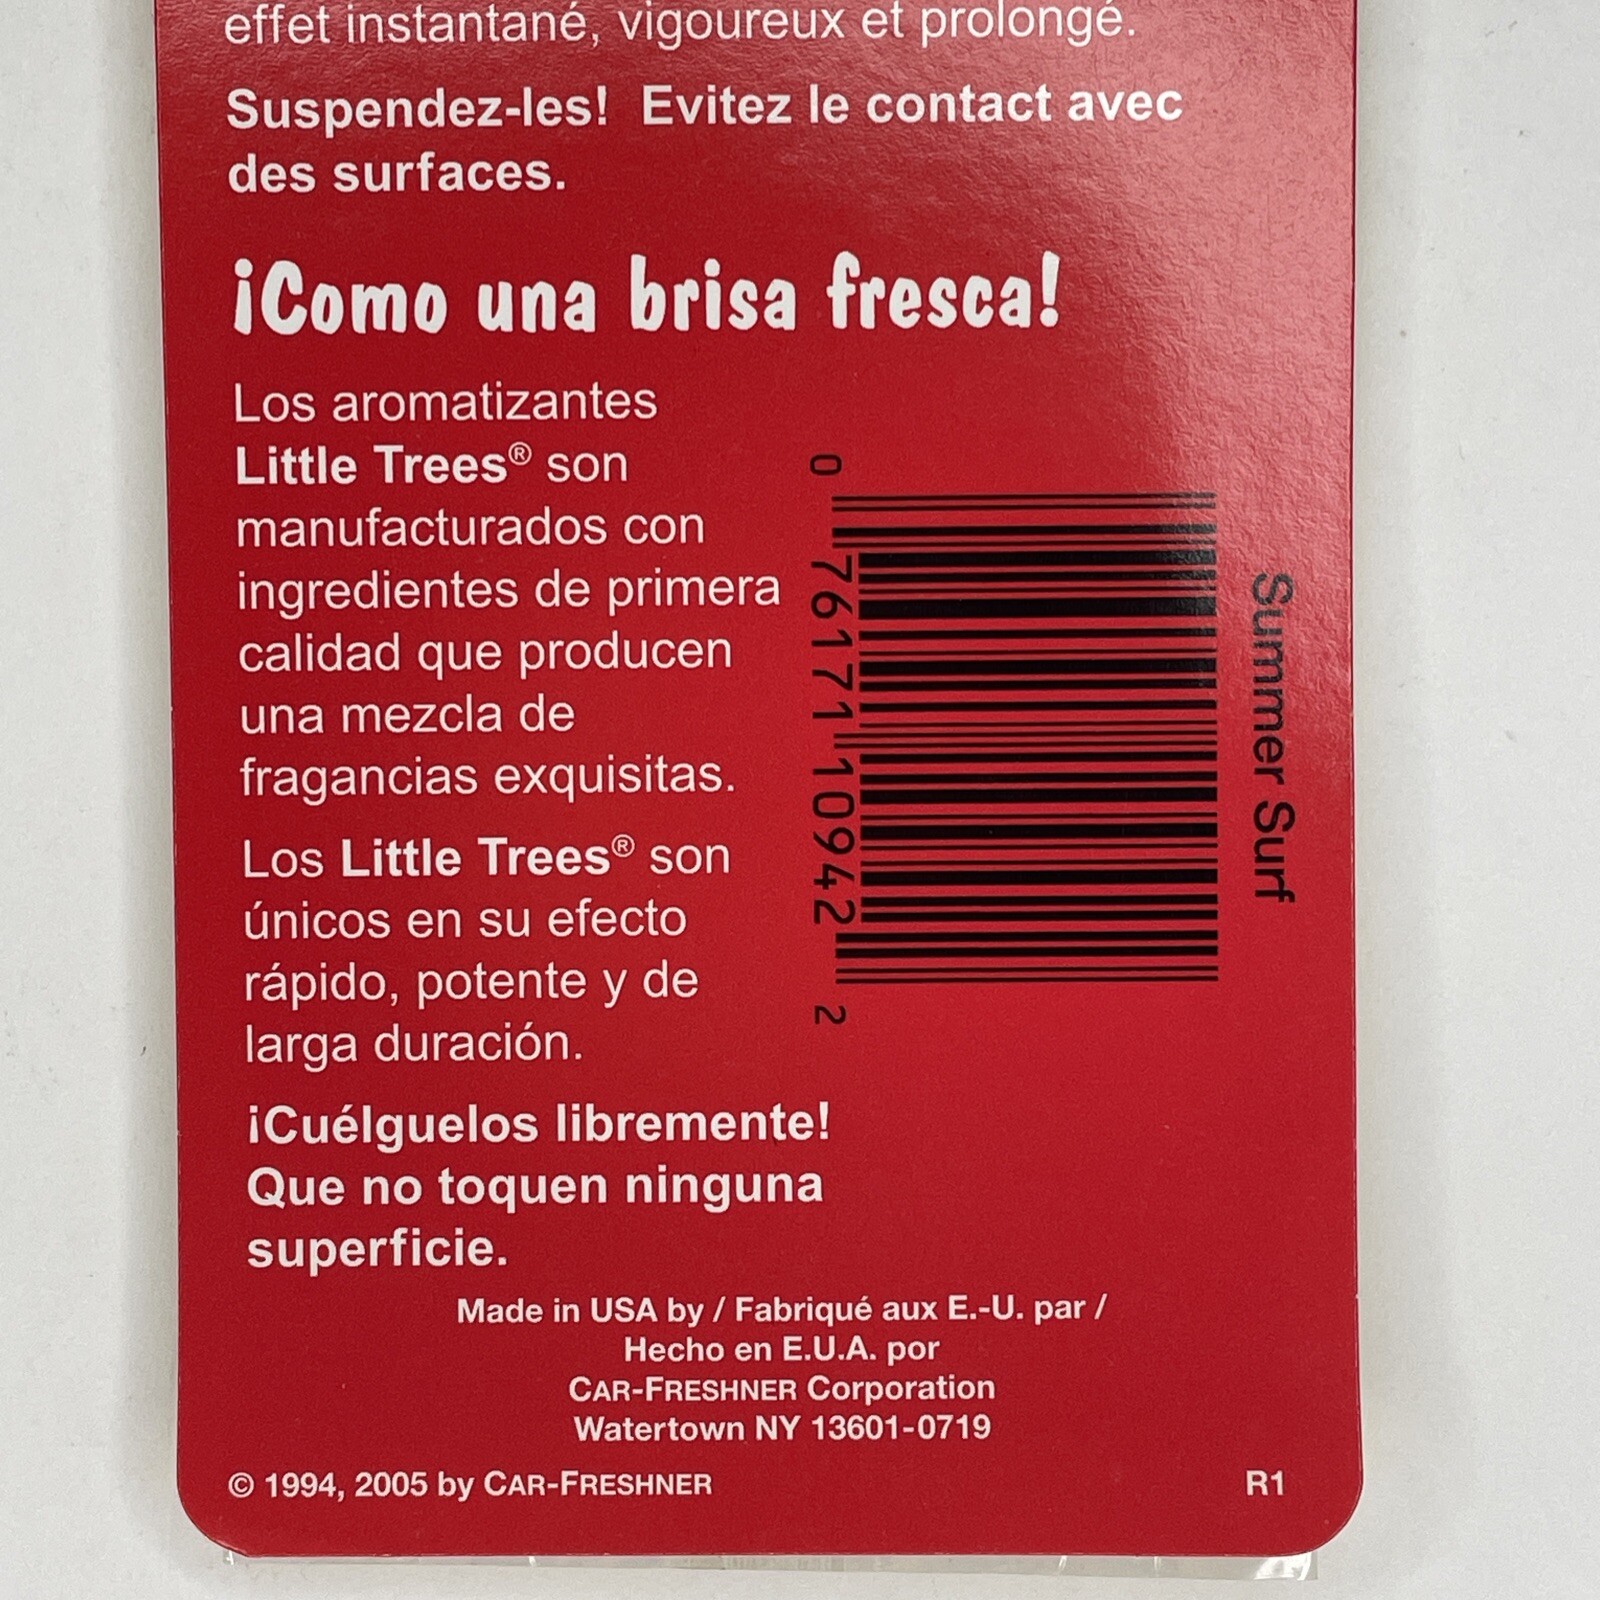 effet instantané, vigoureux et prolongé.
Suspendez-les! Evitez le contact avec
des surfaces.
¡Como una brisa fresca!
Los aromatizantes
Little Trees® son
manufacturados con
ingredientes de primera
calidad que producen
una mezcla de
fragancias exquisitas.
Los Little Trees® son
únicos en su efecto
rápido, potente y de
larga duración.
¡Cuélguelos libremente!
Que no toquen ninguna
superficie.
0 76171 10942 2
Summer Surf
Made in USA by / Fabriqué aux E.-U. par /
Hecho en E.U.A. por
CAR-FRESHNER Corporation
Watertown NY 13601-0719
© 1994, 2005 by CAR-FRESHNER
R1